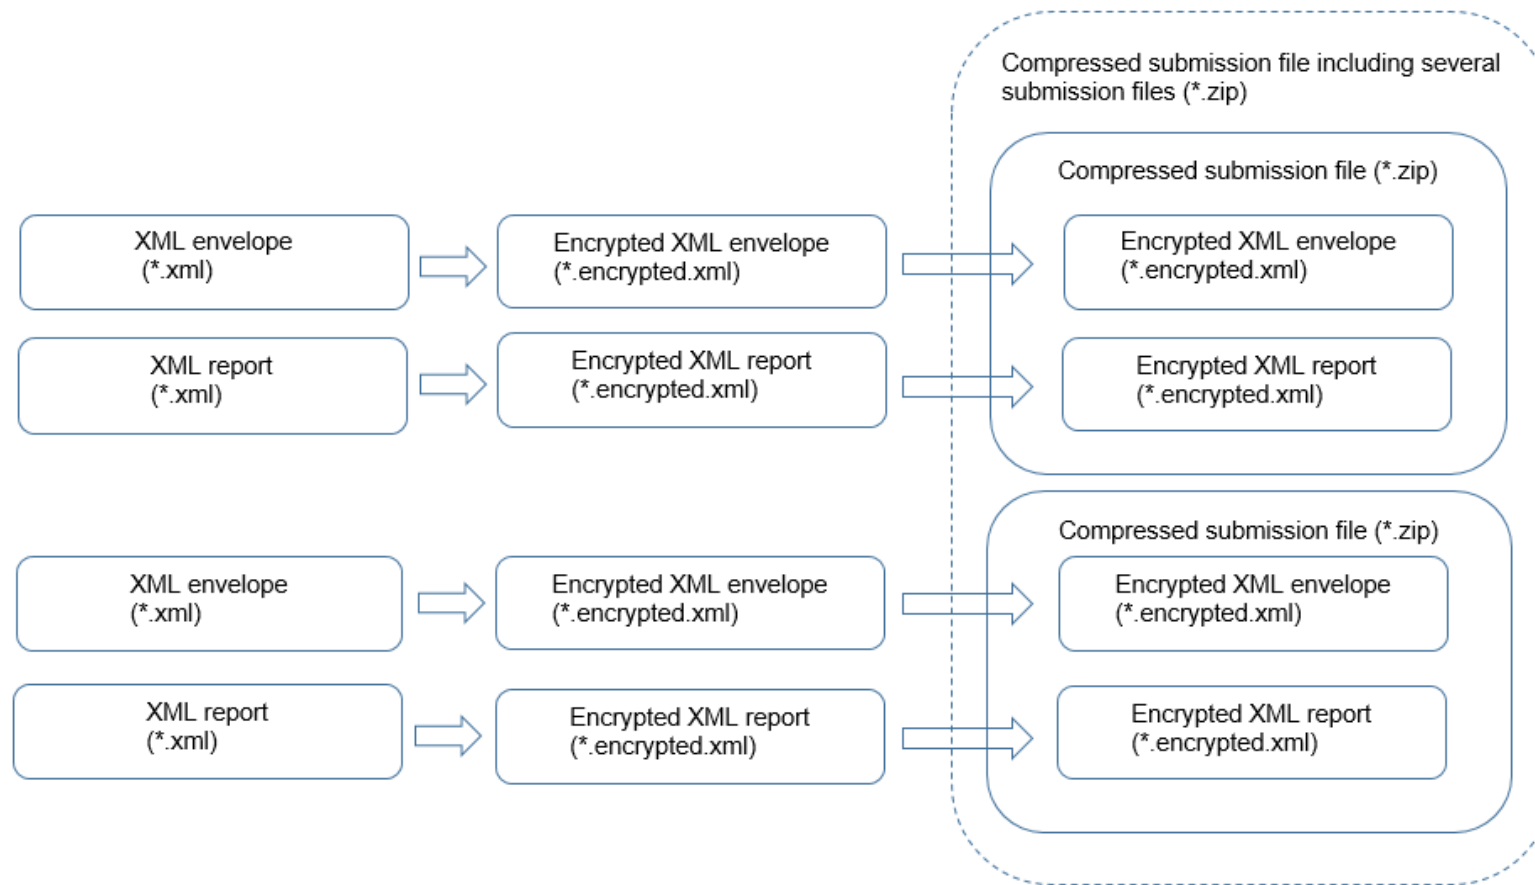 Compressed submission file including several
submission files (*.zip)
Compressed submission file (*.zip)
XML envelope
(*.xml)
Encrypted XML envelope
(*.encrypted.xml)
Encrypted XML envelope
(*.encrypted.xml)
XML report
(*.xml)
Encrypted XML report
(*.encrypted.xml)
Encrypted XML report
(*.encrypted.xml)
Compressed submission file (*.zip)
XML envelope
(*.xml)
Encrypted XML envelope
(*.encrypted.xml)
Encrypted XML envelope
(*.encrypted.xml)
XML report
(*.xml)
Encrypted XML report
(*.encrypted.xml)
Encrypted XML report
(*.encrypted.xml)